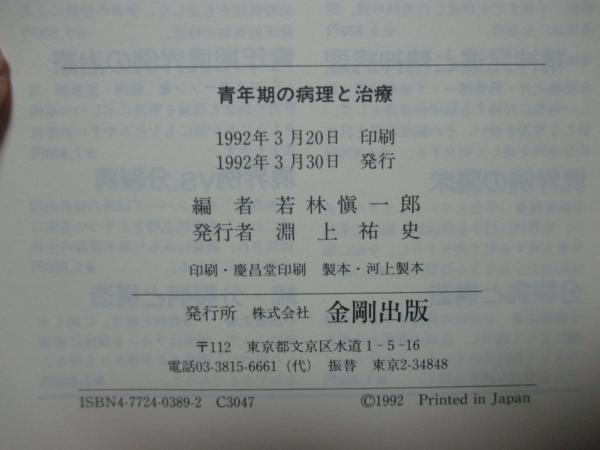 青年期の病理と治療
1992年3月20日 印刷
1992年3月30日 発行
編者 若林愼一郎
発行者 淵上祐史
印刷・慶昌堂印刷 製本・河上製本
発行所 株式会社 金剛出版
〒112 東京都文京区水道1-5-16
電話03-3815-6661(代) 振替 東京2-34848
ISBN4-7724-0389-2 C3047 ©1992 Printed in Japan